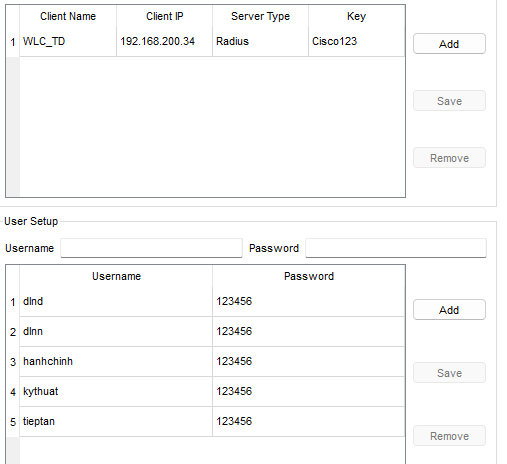 Client Name Client IP Server Type Key
1 WLC_TD 192.168.200.34 Radius Cisco123
Add
Save
Remove
User Setup
Username Password
Username Password
1 dlnd 123456
Add
2 dlnn 123456
3 hanhchinh 123456
Save
4 kythuat 123456
5 tieptan 123456
Remove